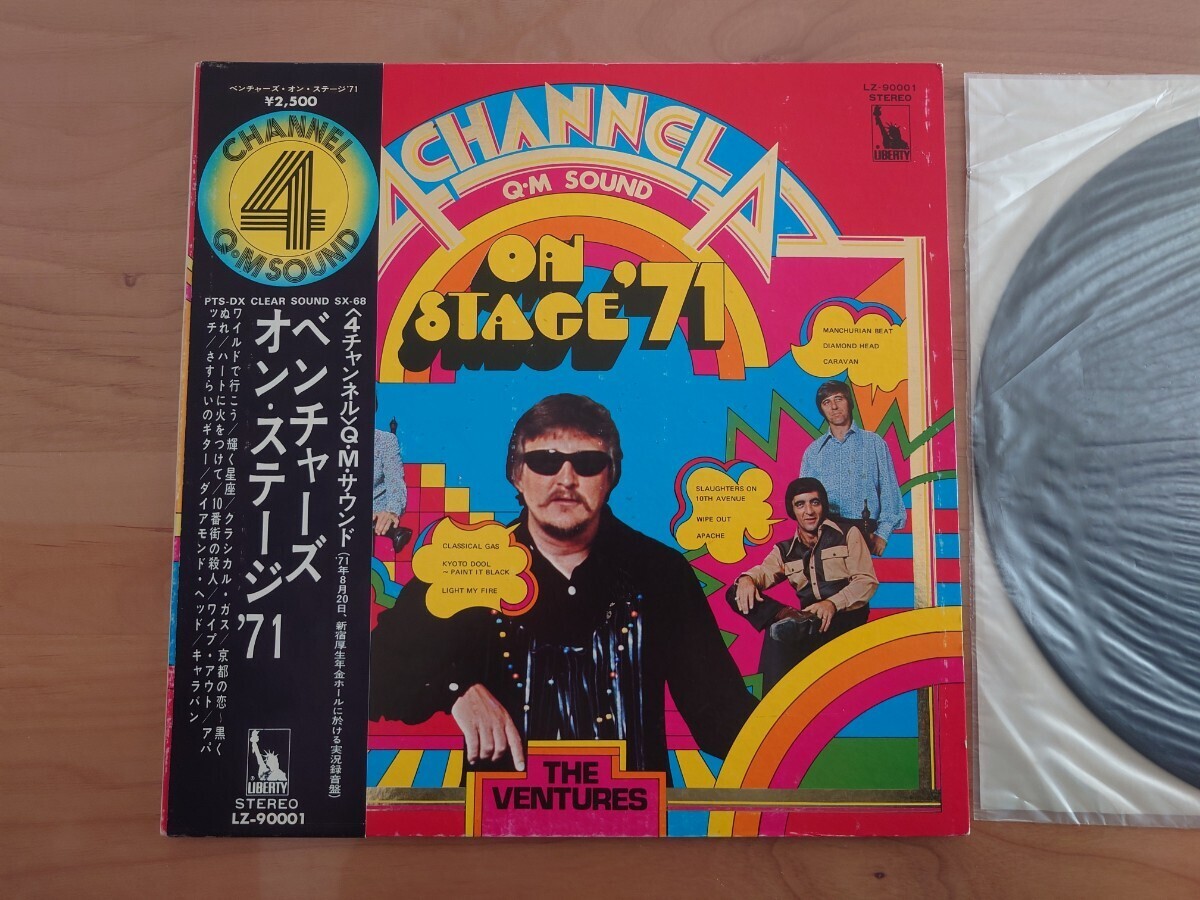 ベンチャーズ・オン・ステージ'71
¥2,500
CHANNEL
4
Q・M SOUND
PTS-DX CLEAR SOUND SX-68
〈4チャンネル〉Q・M・サウンド
('71年8月20日、新宿厚生年金ホールに於ける実況録音盤)
ベンチャーズ
オン・ステージ'71
ワイルドで行こう/輝く星座/クラシカル・ガス/京都の恋〜黒く
ぬれ/ハートに火をつけて/10番街の殺人/ワイプ・アウト/アパ
ッチ/さすらいのギター/ダイアモンド・ヘッド/キャラバン
LIBERTY
STEREO
LZ-90001
4 CHANNEL 4
Q·M SOUND
ON
STAGE '71
LZ-90001
STEREO
LIBERTY
MANCHURIAN BEAT
DIAMOND HEAD
CARAVAN
SLAUGHTERS ON
10TH AVENUE
WIPE OUT
APACHE
CLASSICAL GAS
KYOTO DOOL
— PAINT IT BLACK
LIGHT MY FIRE
THE
VENTURES